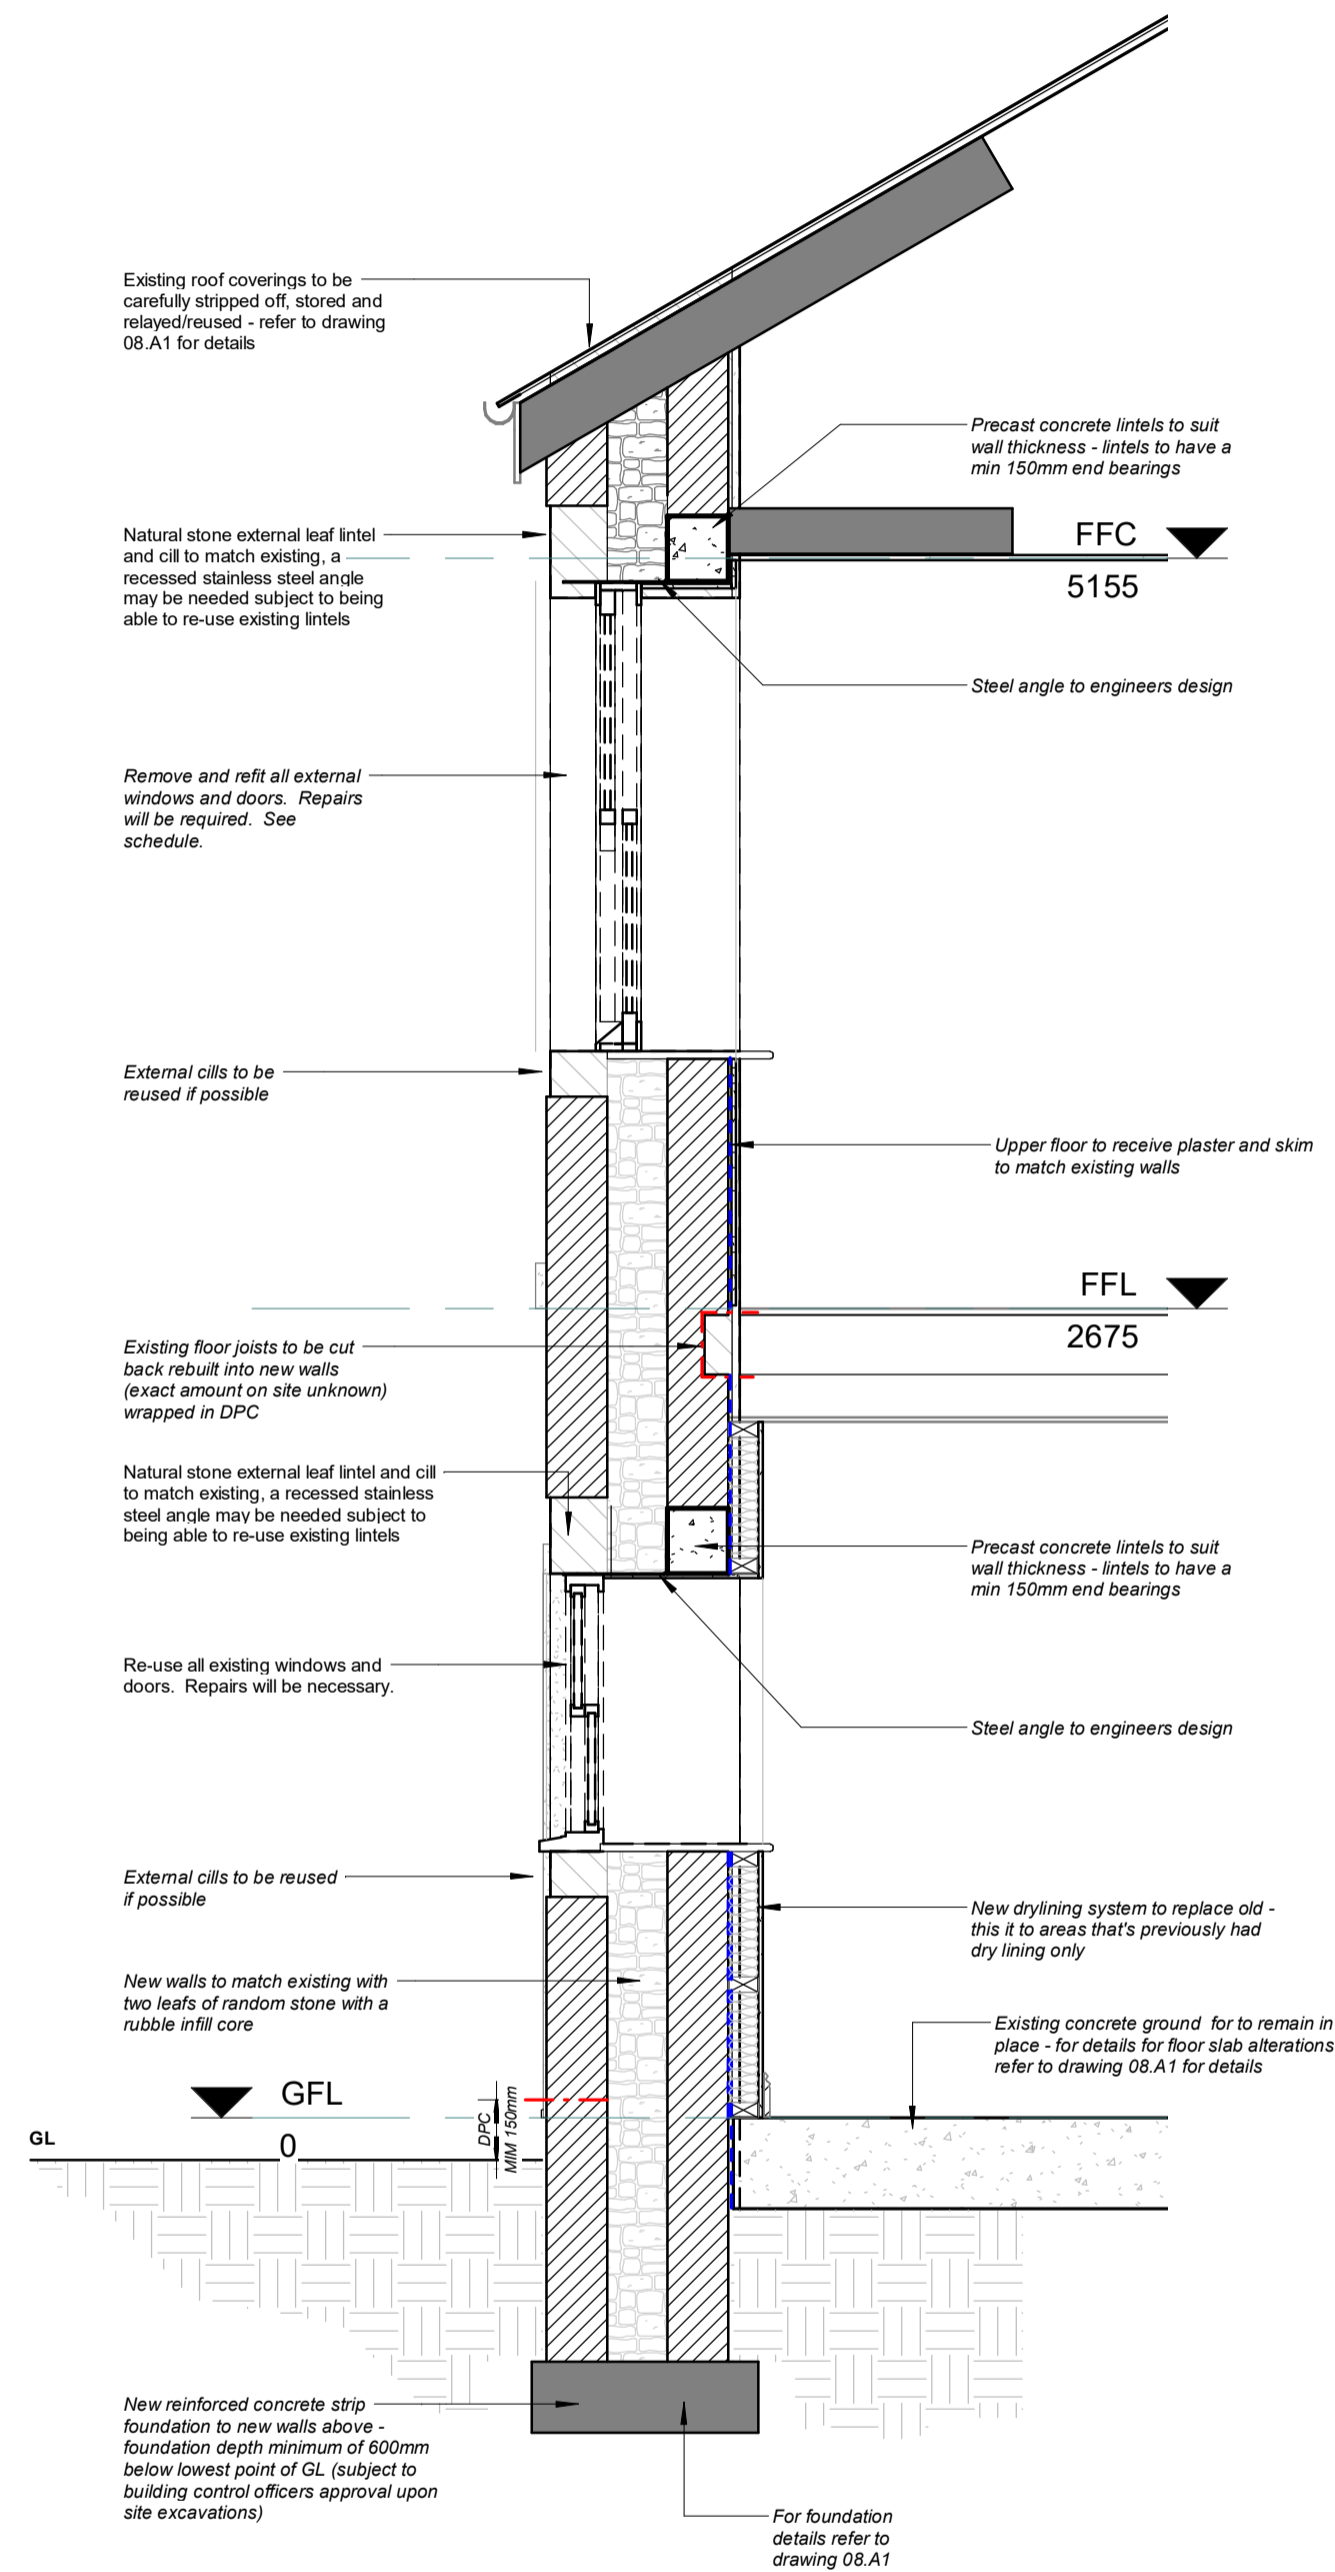 Existing roof coverings to be
carefully stripped off, stored and
relayed/reused - refer to drawing
08.A1 for details
Precast concrete lintels to suit
wall thickness - lintels to have a
min 150mm end bearings
Natural stone external leaf lintel
and cill to match existing, a
recessed stainless steel angle
may be needed subject to being
able to re-use existing lintels
FFC
5155
Steel angle to engineers design
Remove and refit all external
windows and doors. Repairs
will be required. See
schedule.
External cills to be
reused if possible
Upper floor to receive plaster and skim
to match existing walls
FFL
2675
Existing floor joists to be cut
back rebuilt into new walls
(exact amount on site unknown)
wrapped in DPC
Natural stone external leaf lintel and cill
to match existing, a recessed stainless
steel angle may be needed subject to
being able to re-use existing lintels
Precast concrete lintels to suit
wall thickness - lintels to have a
min 150mm end bearings
Re-use all existing windows and
doors. Repairs will be necessary.
Steel angle to engineers design
External cills to be reused
if possible
New drylining system to replace old -
this it to areas that's previously had
dry lining only
New walls to match existing with
two leafs of random stone with a
rubble infill core
Existing concrete ground for to remain in
place - for details for floor slab alterations
refer to drawing 08.A1 for details
GFL
0
GL
DPC
MIM 150mm
New reinforced concrete strip
foundation to new walls above -
foundation depth minimum of 600mm
below lowest point of GL (subject to
building control officers approval upon
site excavations)
For foundation
details refer to
drawing 08.A1